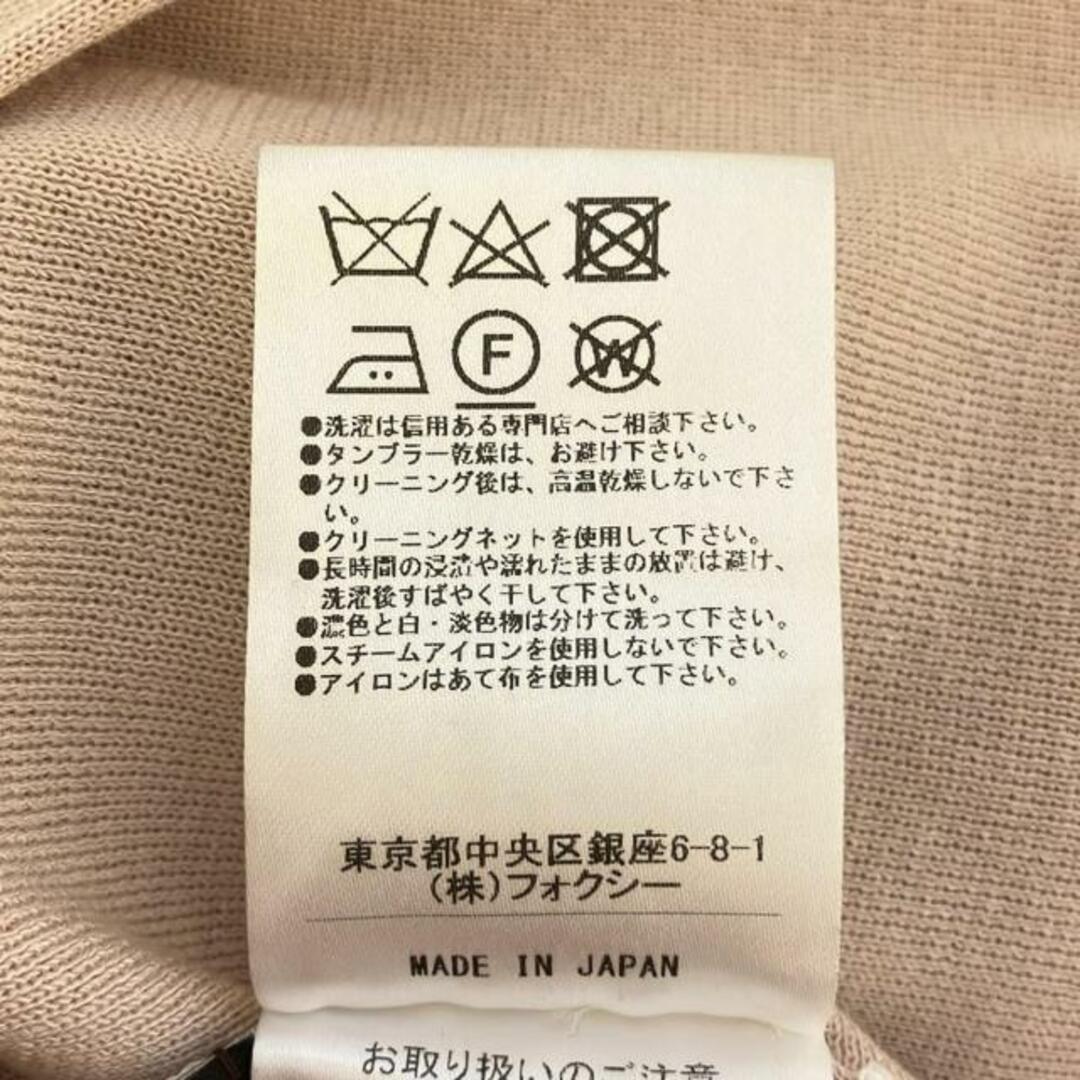 F
W
●洗濯は信用ある専門店へご相談下さい。
●タンブラー乾燥は、お避け下さい。
●クリーニング後は、高温乾燥しないで下さ
い。
●クリーニングネットを使用して下さい。
●長時間の浸漬や濡れたままの放置は避け、
洗濯後すばやく干して下さい。
●濃色と白・淡色物は分けて洗って下さい。
●スチームアイロンを使用しないで下さい。
●アイロンはあて布を使用して下さい。
東京都中央区銀座6-8-1
(株)フォクシー
MADE IN JAPAN
お取り扱いのご注意